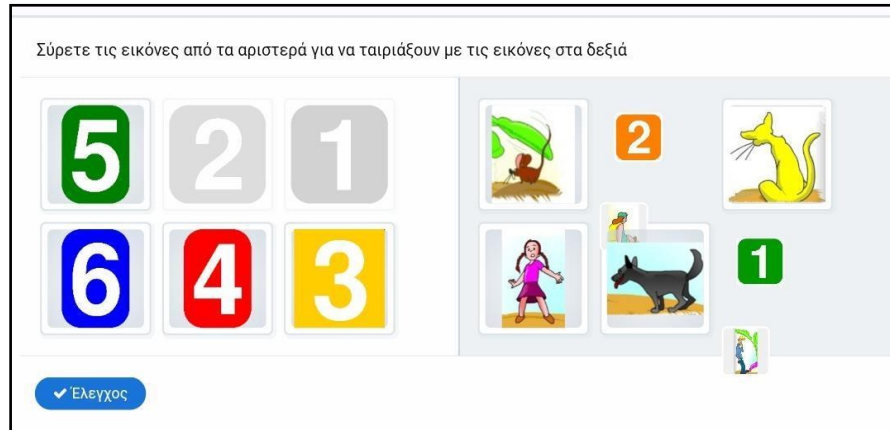 Σύρετε τις εικόνες από τα αριστερά για να ταιριάξουν με τις εικόνες στα δεξιά
5 2 1 2
6 4 3 1
Έλεγχος